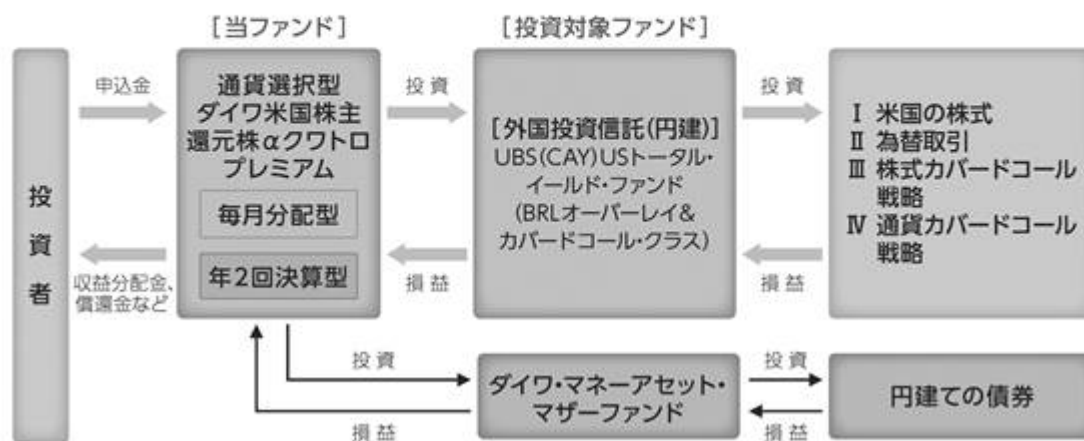 [当ファンド]
[投資対象ファンド]
投資者
申込金
収益分配金、
償還金など
通貨選択型
ダイワ米国株主
還元株αクワトロ
プレミアム
毎月分配型
年2回決算型
投資
損益
[外国投資信託(円建)]
UBS(CAY)USトータル・
イールド・ファンド
(BRLオーバーレイ&
カバードコール・クラス)
投資
損益
Ⅰ 米国の株式
Ⅱ 為替取引
Ⅲ 株式カバードコール
戦略
Ⅳ 通貨カバードコール
戦略
投資
損益
ダイワ・マネーアセット・
マザーファンド
投資
損益
円建ての債券